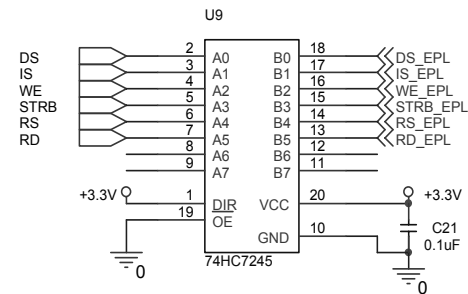 U9
DS 2 A0 B0 18 DS_EPL
IS 3 A1 B1 17 IS_EPL
WE 4 A2 B2 16 WE_EPL
STRB 5 A3 B3 15 STRB_EPL
RS 6 A4 B4 14 RS_EPL
RD 7 A5 B5 13 RD_EPL
8 A6 B6 12
9 A7 B7 11
+3.3V 1 DIR VCC 20 +3.3V
19 OE
GND 10 C21
0.1uF
74HC7245
0 0